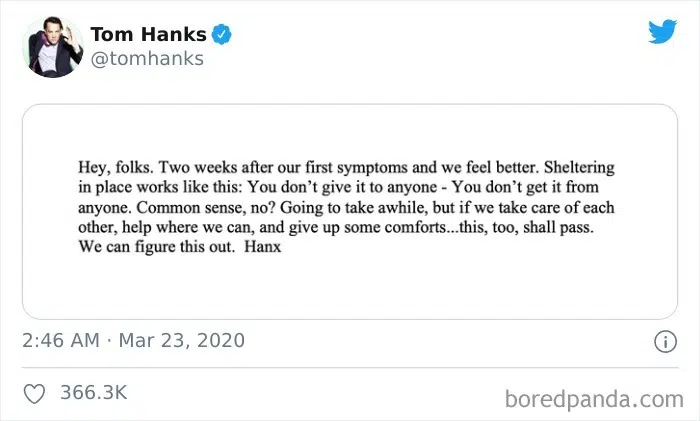 Tom Hanks
@tomhanks
Hey, folks. Two weeks after our first symptoms and we feel better. Sheltering
in place works like this: You don’t give it to anyone - You don’t get it from
anyone. Common sense, no? Going to take awhile, but if we take care of each
other, help where we can, and give up some comforts...this, too, shall pass.
We can figure this out.  Hanx
2:46 AM · Mar 23, 2020
366.3K
boredpanda.com